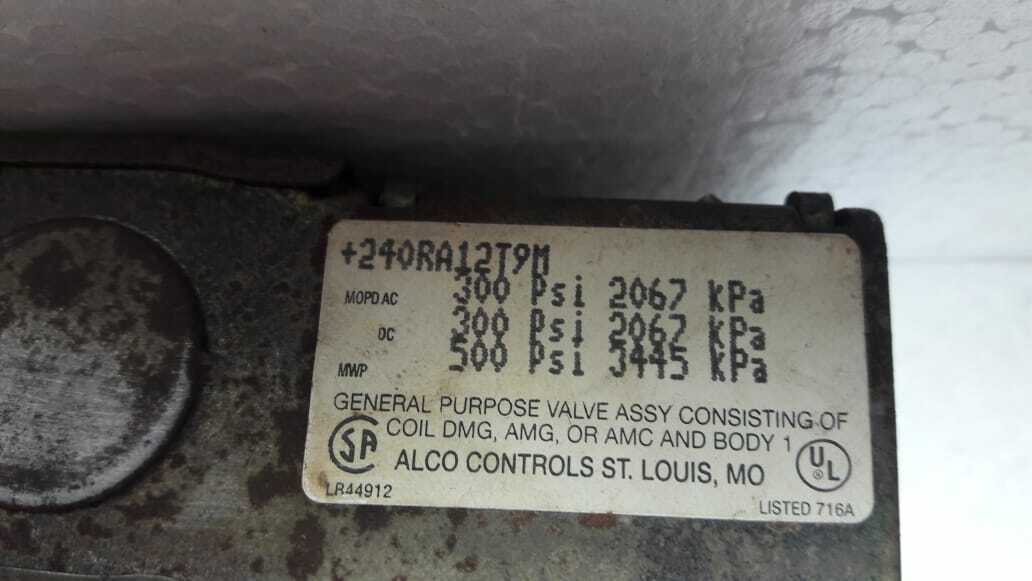 +240RA12T9M
MOPD AC 300 Psi 2067 kPa
DC 300 Psi 2067 kPa
MWP 500 Psi 3445 kPa
GENERAL PURPOSE VALVE ASSY CONSISTING OF
COIL DMG, AMG, OR AMC AND BODY 1
SA ALCO CONTROLS ST. LOUIS, MO UL
LR44912 LISTED 716A